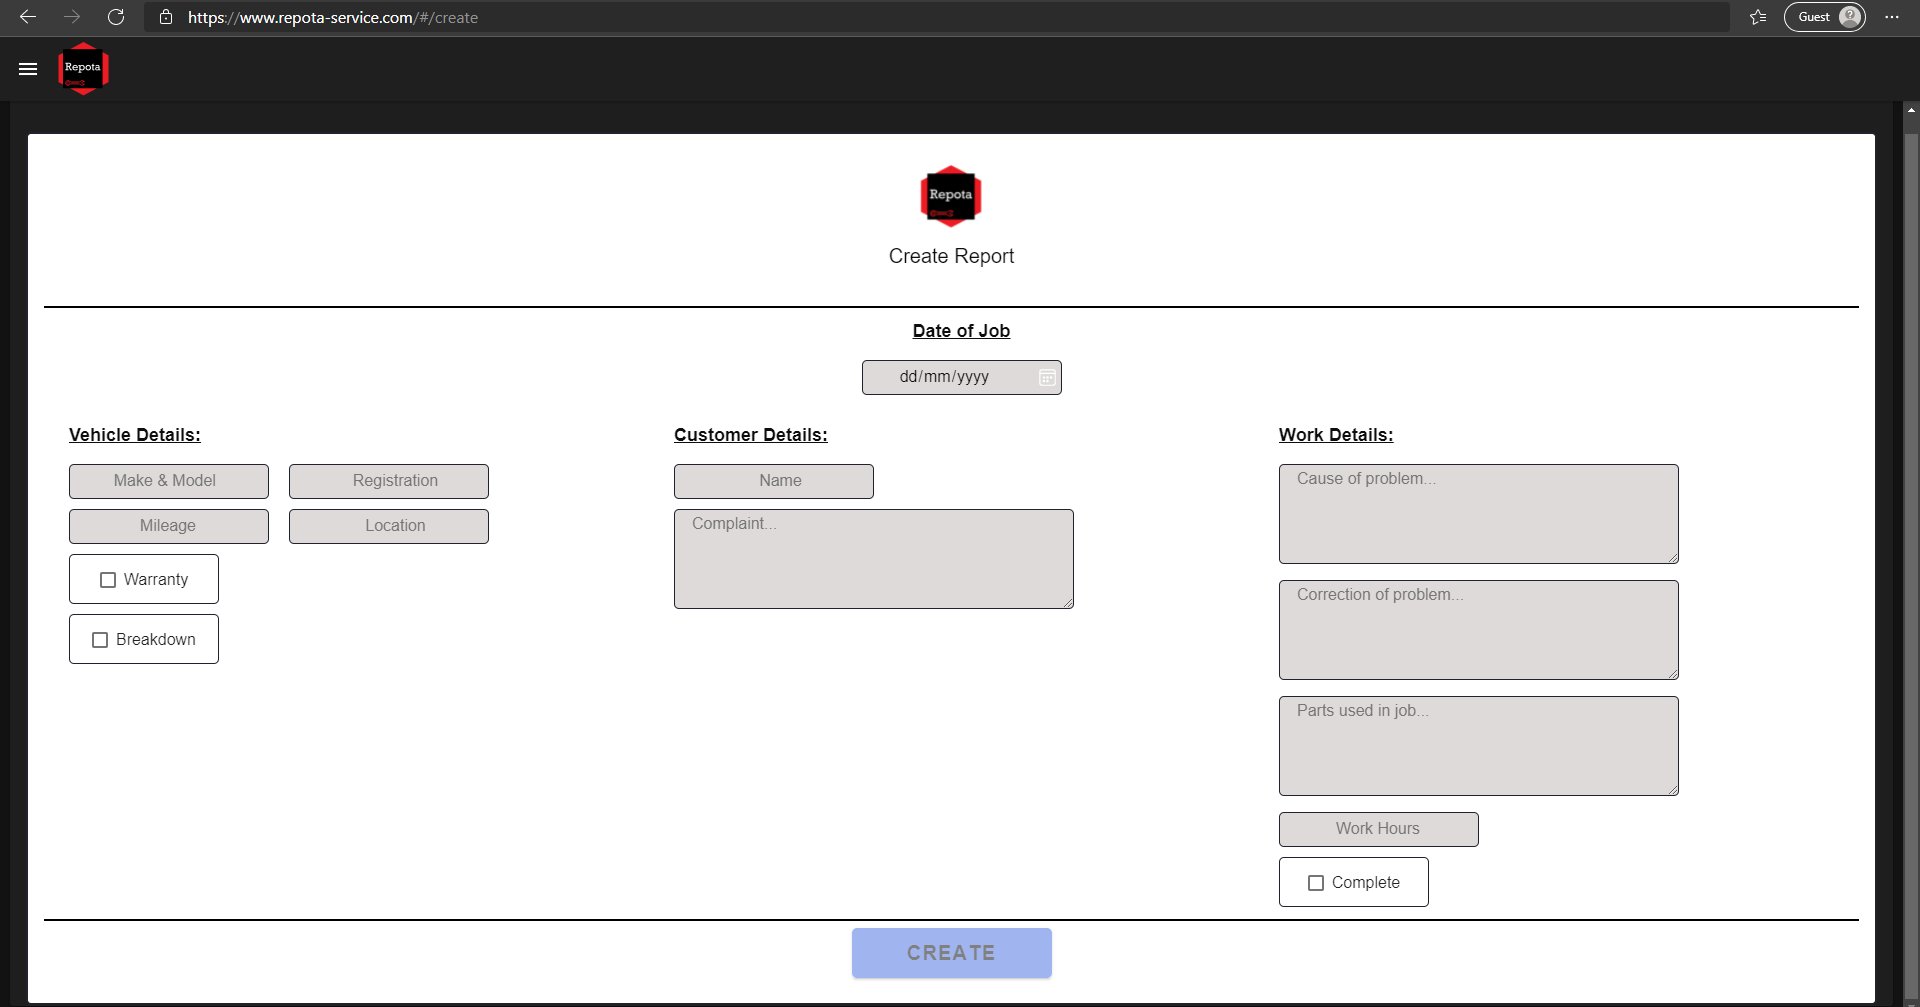 https://www.repota-service.com/#/create
Guest
Repota
Repota
Create Report
Date of Job
dd/mm/yyyy
Vehicle Details:
Make & Model
Registration
Mileage
Location
Warranty
Breakdown
Customer Details:
Name
Complaint...
Work Details:
Cause of problem...
Correction of problem...
Parts used in job...
Work Hours
Complete
CREATE